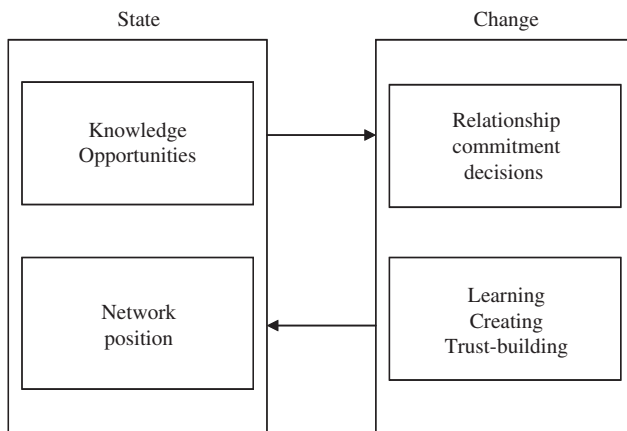 State
Change
Knowledge
Opportunities
Relationship
commitment
decisions
Network
position
Learning
Creating
Trust-building